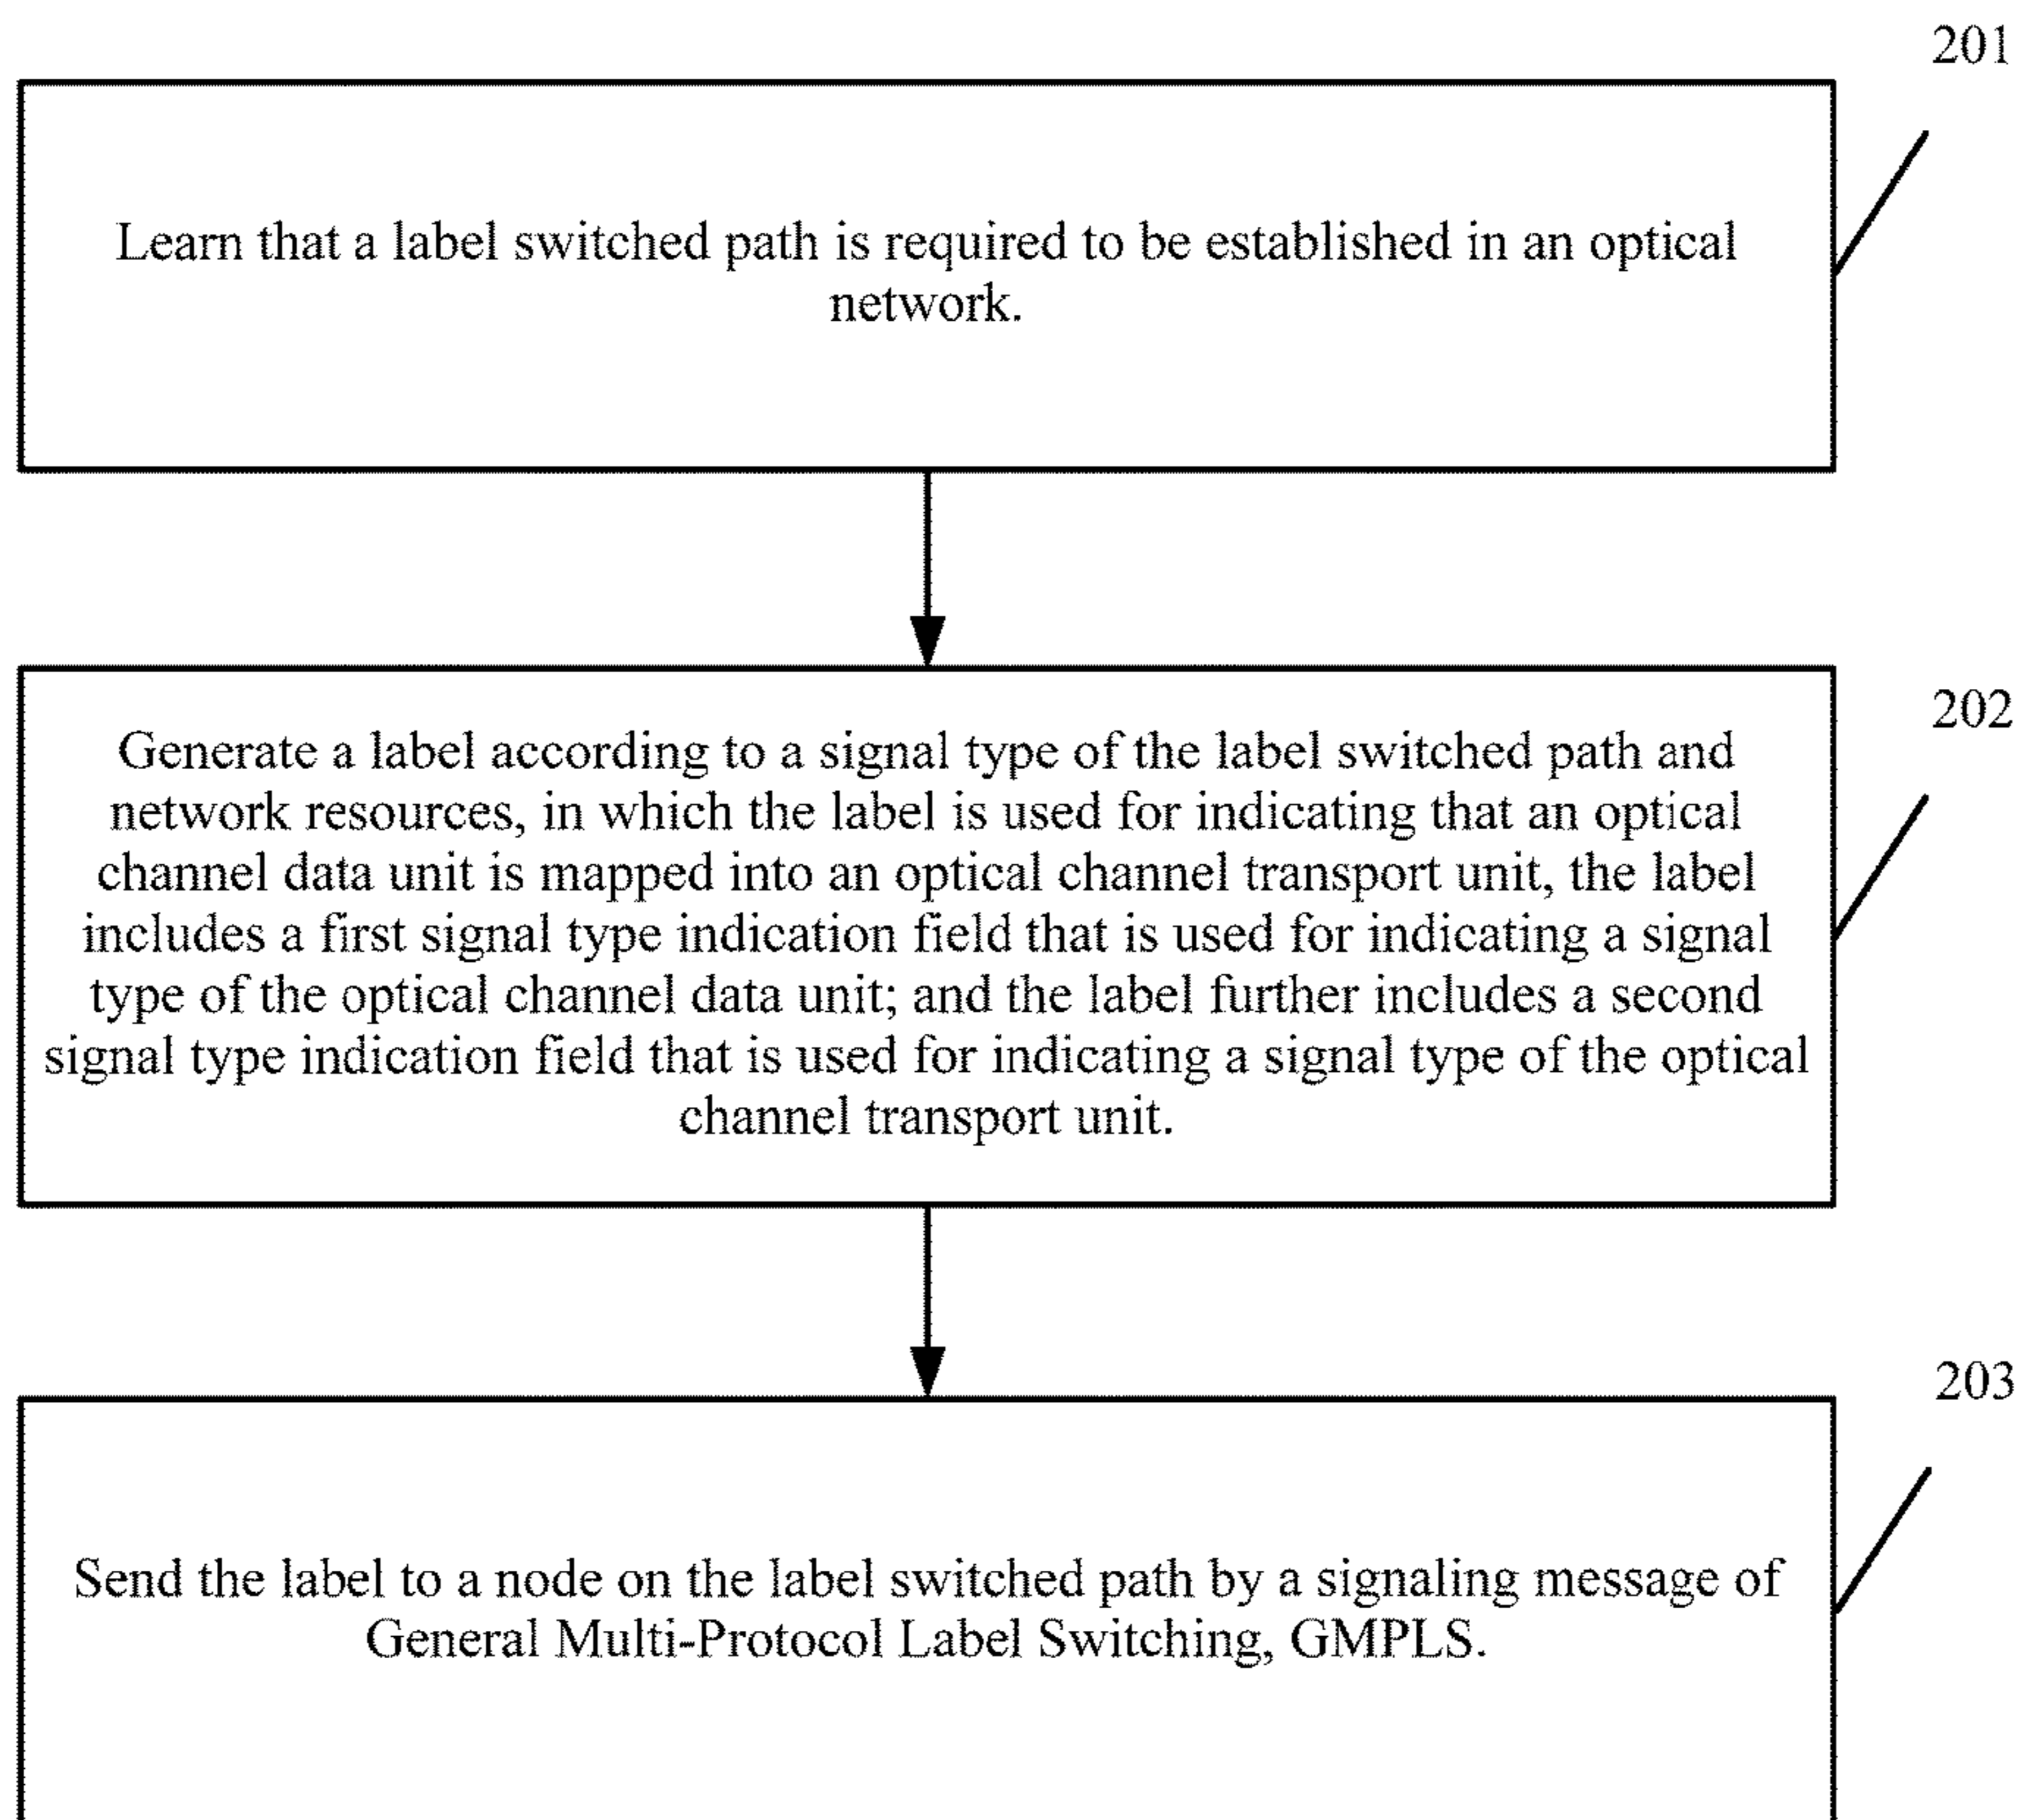 201
Learn that a label switched path is required to be established in an optical
network.
202
Generate a label according to a signal type of the label switched path and
network resources, in which the label is used for indicating that an optical
channel data unit is mapped into an optical channel transport unit, the label
includes a first signal type indication field that is used for indicating a signal
type of the optical channel data unit; and the label further includes a second
signal type indication field that is used for indicating a signal type of the optical
channel transport unit.
203
Send the label to a node on the label switched path by a signaling message of
General Multi-Protocol Label Switching, GMPLS.